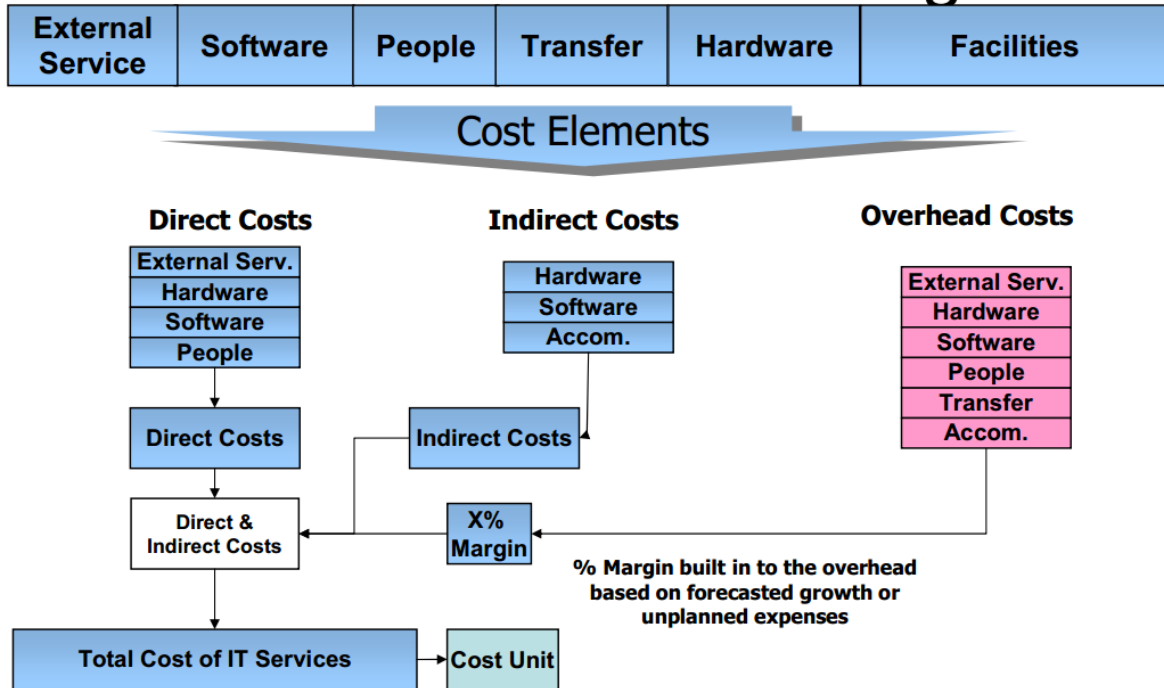 External
Service
Software
People
Transfer
Hardware
Facilities
Cost Elements
Direct Costs
Indirect Costs
Overhead Costs
External Serv.
Hardware
Software
People
Hardware
Software
Accom.
External Serv.
Hardware
Software
People
Transfer
Accom.
Direct Costs
Indirect Costs
Direct &
Indirect Costs
X%
Margin
% Margin built in to the overhead
based on forecasted growth or
unplanned expenses
Total Cost of IT Services
Cost Unit